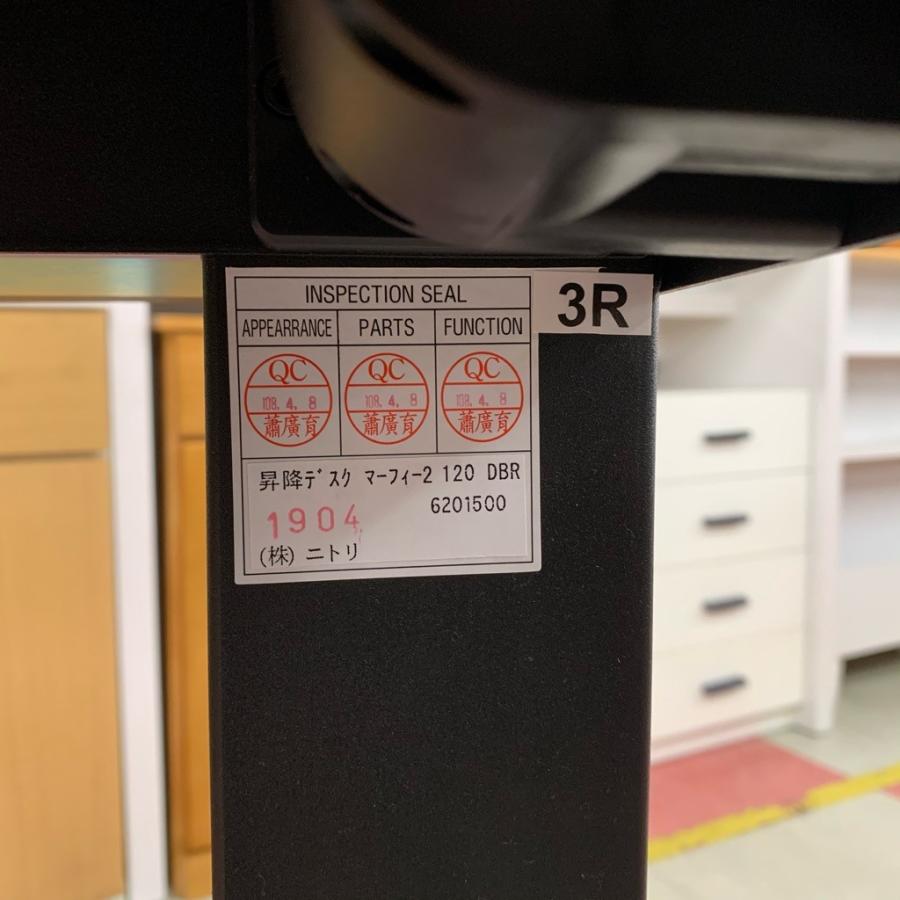 INSPECTION SEAL
3R
APPEARRANCE PARTS FUNCTION
QC QC QC
108. 4. 8 108. 4. 8 108. 4. 8
蕭廣育 蕭廣育 蕭廣育
昇降ﾃﾞｽｸ ﾏｰﾌｨｰ2 120 DBR
6201500
1904
(株) ニトリ